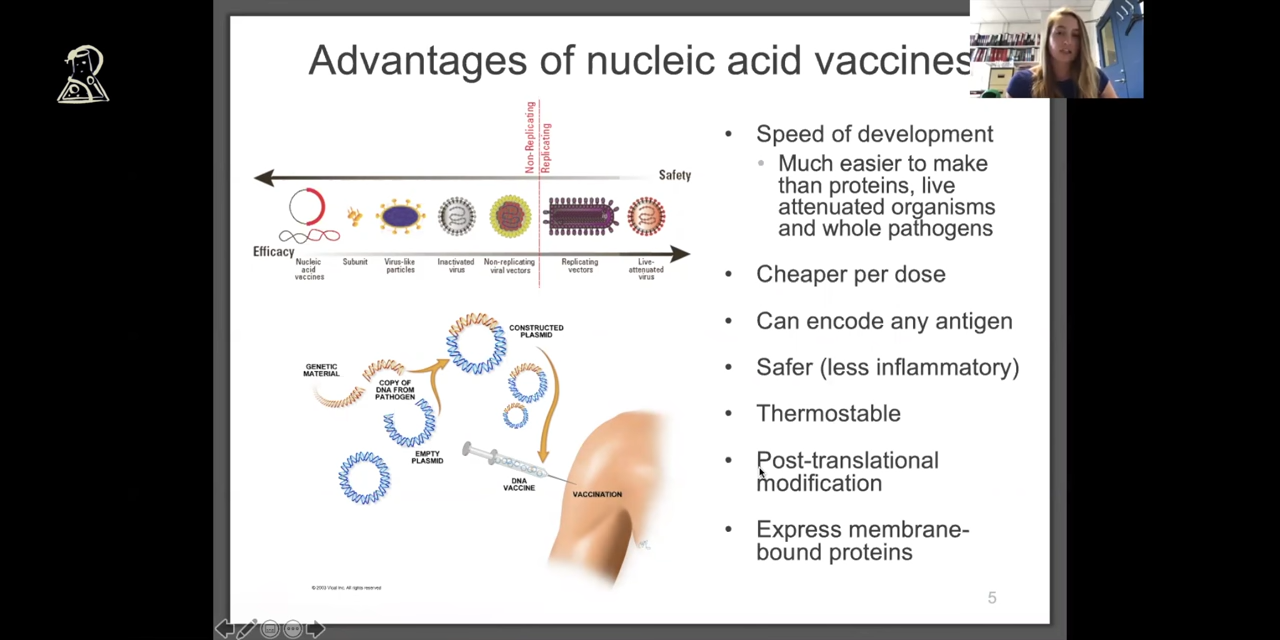 Advantages of nucleic acid vaccines
Non-Replicating
Replicating
Safety
Efficacy
Nucleic
acid
vaccines
Subunit
Virus-like
particles
Inactivated
virus
Non-replicating
viral vectors
Replicating
vectors
Live-
attenuated
virus
GENETIC
MATERIAL
COPY OF
DNA FROM
PATHOGEN
EMPTY
PLASMID
CONSTRUCTED
PLASMID
DNA
VACCINE
VACCINATION
• Speed of development
• Much easier to make
than proteins, live
attenuated organisms
and whole pathogens
• Cheaper per dose
• Can encode any antigen
• Safer (less inflammatory)
• Thermostable
• Post-translational
modification
• Express membrane-
bound proteins
5